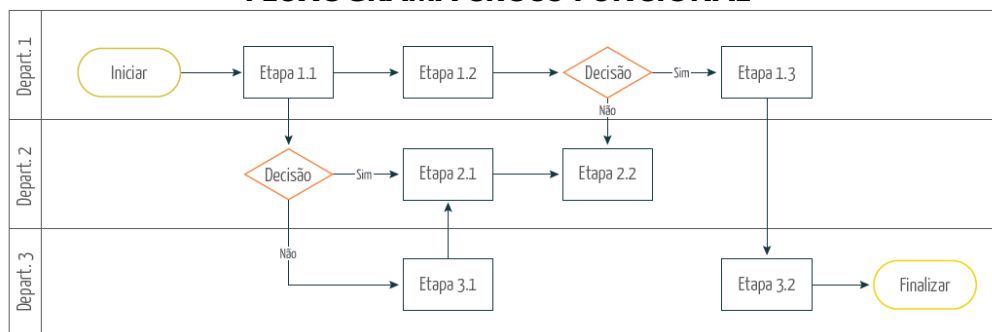 Depart. 1
Iniciar
Etapa 1.1
Etapa 1.2
Decisão
Sim
Etapa 1.3
Não
Depart. 2
Decisão
Sim
Etapa 2.1
Etapa 2.2
Não
Depart. 3
Etapa 3.1
Etapa 3.2
Finalizar